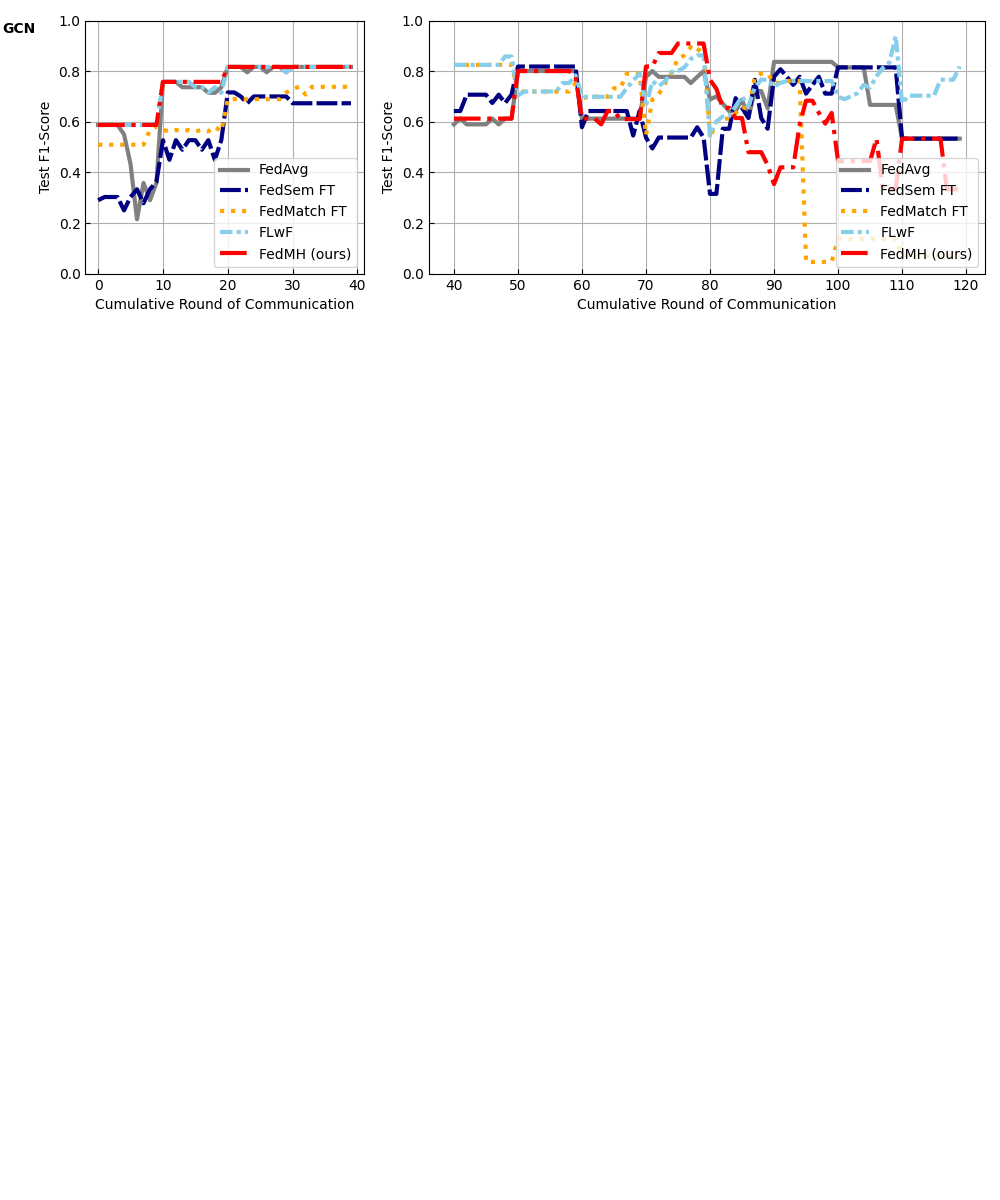 GCN
Test F1-Score
1.0
0.8
0.6
0.4
0.2
0.0
FedAvg
FedSem FT
FedMatch FT
FLwF
FedMH (ours)
0 10 20 30 40
Cumulative Round of Communication
Test F1-Score
1.0
0.8
0.6
0.4
0.2
0.0
FedAvg
FedSem FT
FedMatch FT
FLwF
FedMH (ours)
40 50 60 70 80 90 100 110 120
Cumulative Round of Communication